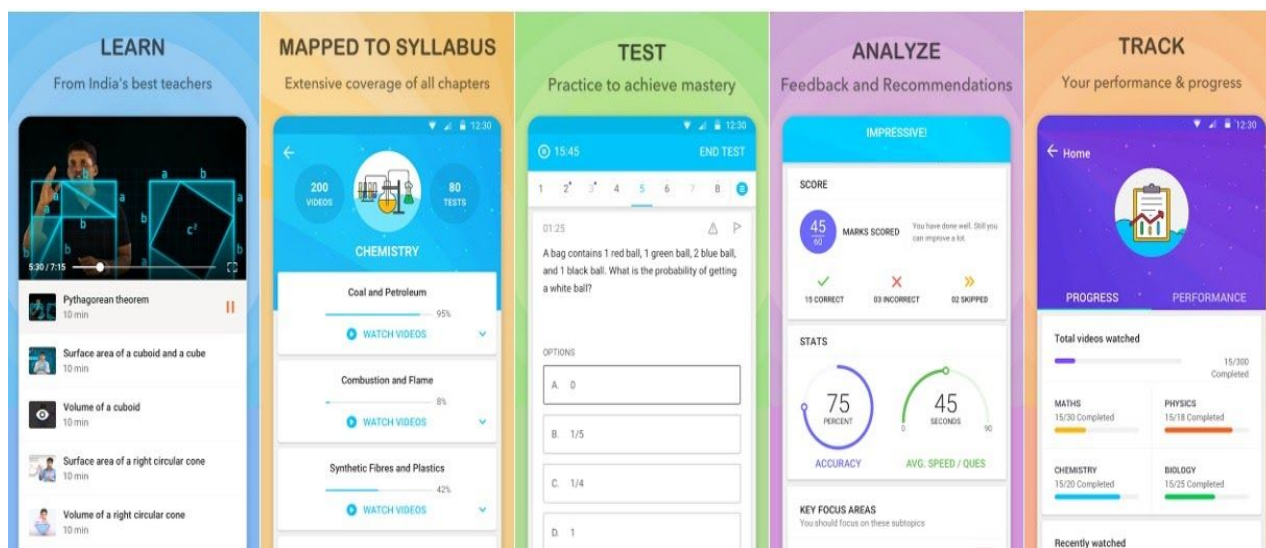 LEARN
From India's best teachers
a
b
a
b
b
a
a
a
b
c²
b
b
a
5:30 / 7:15
Pythagorean theorem
10 min
Surface area of a cuboid and a cube
10 min
Volume of a cuboid
10 min
Surface area of a right circular cone
10 min
Volume of a right circular cone
10 min
MAPPED TO SYLLABUS
Extensive coverage of all chapters
12:30
200
VIDEOS
80
TESTS
CHEMISTRY
Coal and Petroleum
95%
WATCH VIDEOS
Combustion and Flame
8%
WATCH VIDEOS
Synthetic Fibres and Plastics
42%
WATCH VIDEOS
TEST
Practice to achieve mastery
12:30
15:45 END TEST
1 2 3 4 5 6 7 8
01:25
A bag contains 1 red ball, 1 green ball, 2 blue ball,
and 1 black ball. What is the probability of getting
a white ball?
OPTIONS
A. 0
B. 1/5
C. 1/4
D. 1
ANALYZE
Feedback and Recommendations
IMPRESSIVE!
SCORE
45
60
MARKS SCORED
You have done well. Still you
can improve a lot.
15 CORRECT 03 INCORRECT 02 SKIPPED
STATS
75
PERCENT
ACCURACY
45
SECONDS
0 90
AVG. SPEED / QUES
KEY FOCUS AREAS
You should focus on these subtopics
TRACK
Your performance & progress
12:30
Home
PROGRESS PERFORMANCE
Total videos watched
15/300
Completed
MATHS PHYSICS
15/30 Completed 15/18 Completed
CHEMISTRY BIOLOGY
15/20 Completed 15/25 Completed
Recently watched